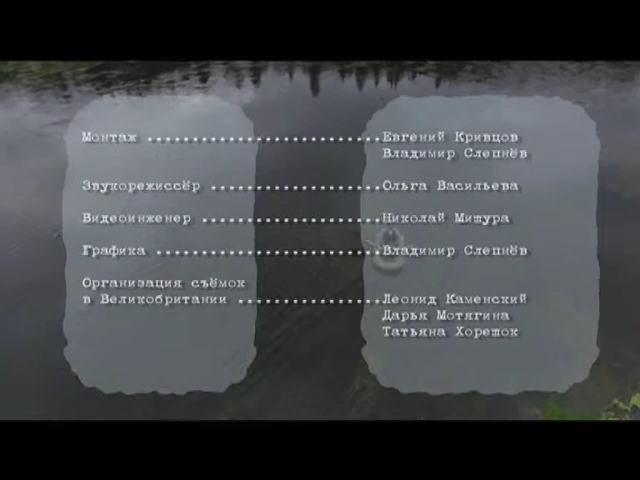 Монтаж ..........................Евгений Кривцов
Владимир Слепнёв
Звукорежиссёр ...................Ольга Васильева
Видеоинженер ....................Николай Мишура
Графика .........................Владимир Слепнёв
Организация съёмок
в Великобритании ................Леонид Каменский
Дарья Мотягина
Татьяна Хорешок